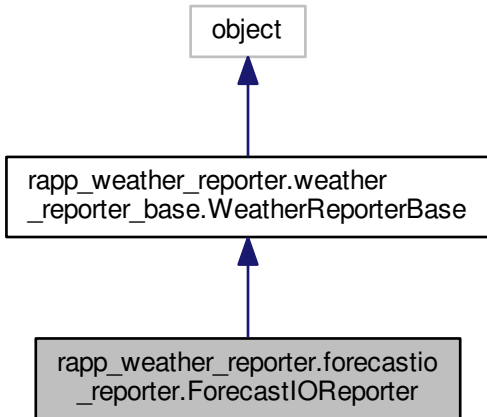 object
rapp_weather_reporter.weather
_reporter_base.WeatherReporterBase
rapp_weather_reporter.forecastio
_reporter.ForecastIOReporter